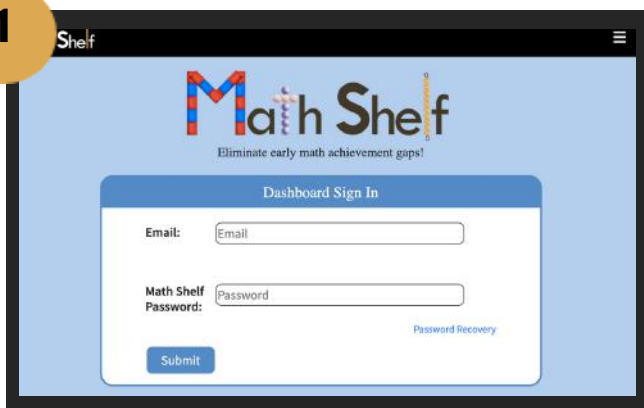 1
Shelf
Math Shelf
Eliminate early math achievement gaps!
Dashboard Sign In
Email:
Email
Math Shelf
Password:
Password
Password Recovery
Submit